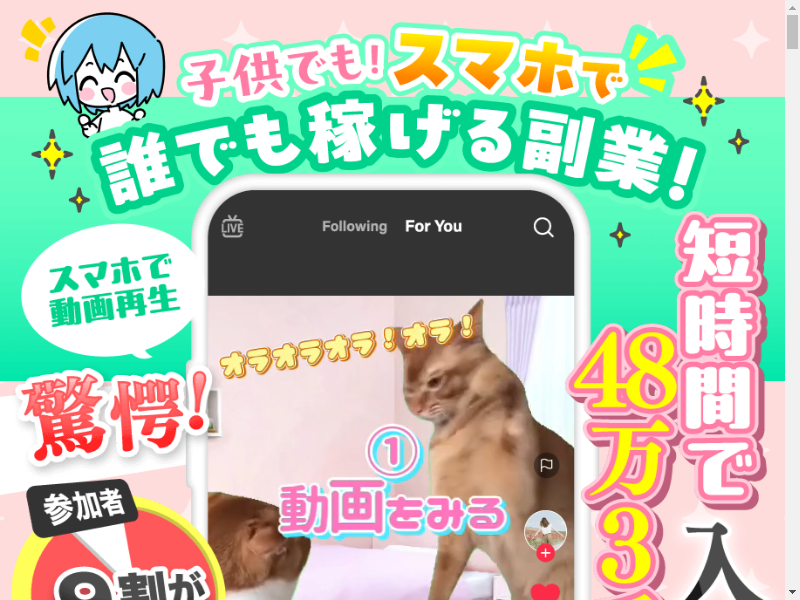 子供でも!スマホで
誰でも稼げる副業!
LIVE
Following For You
スマホで
動画再生
オラオラオラ!オラ!
短時間で
48万3
驚愕!
①
動画をみる
参加者
9割が
入